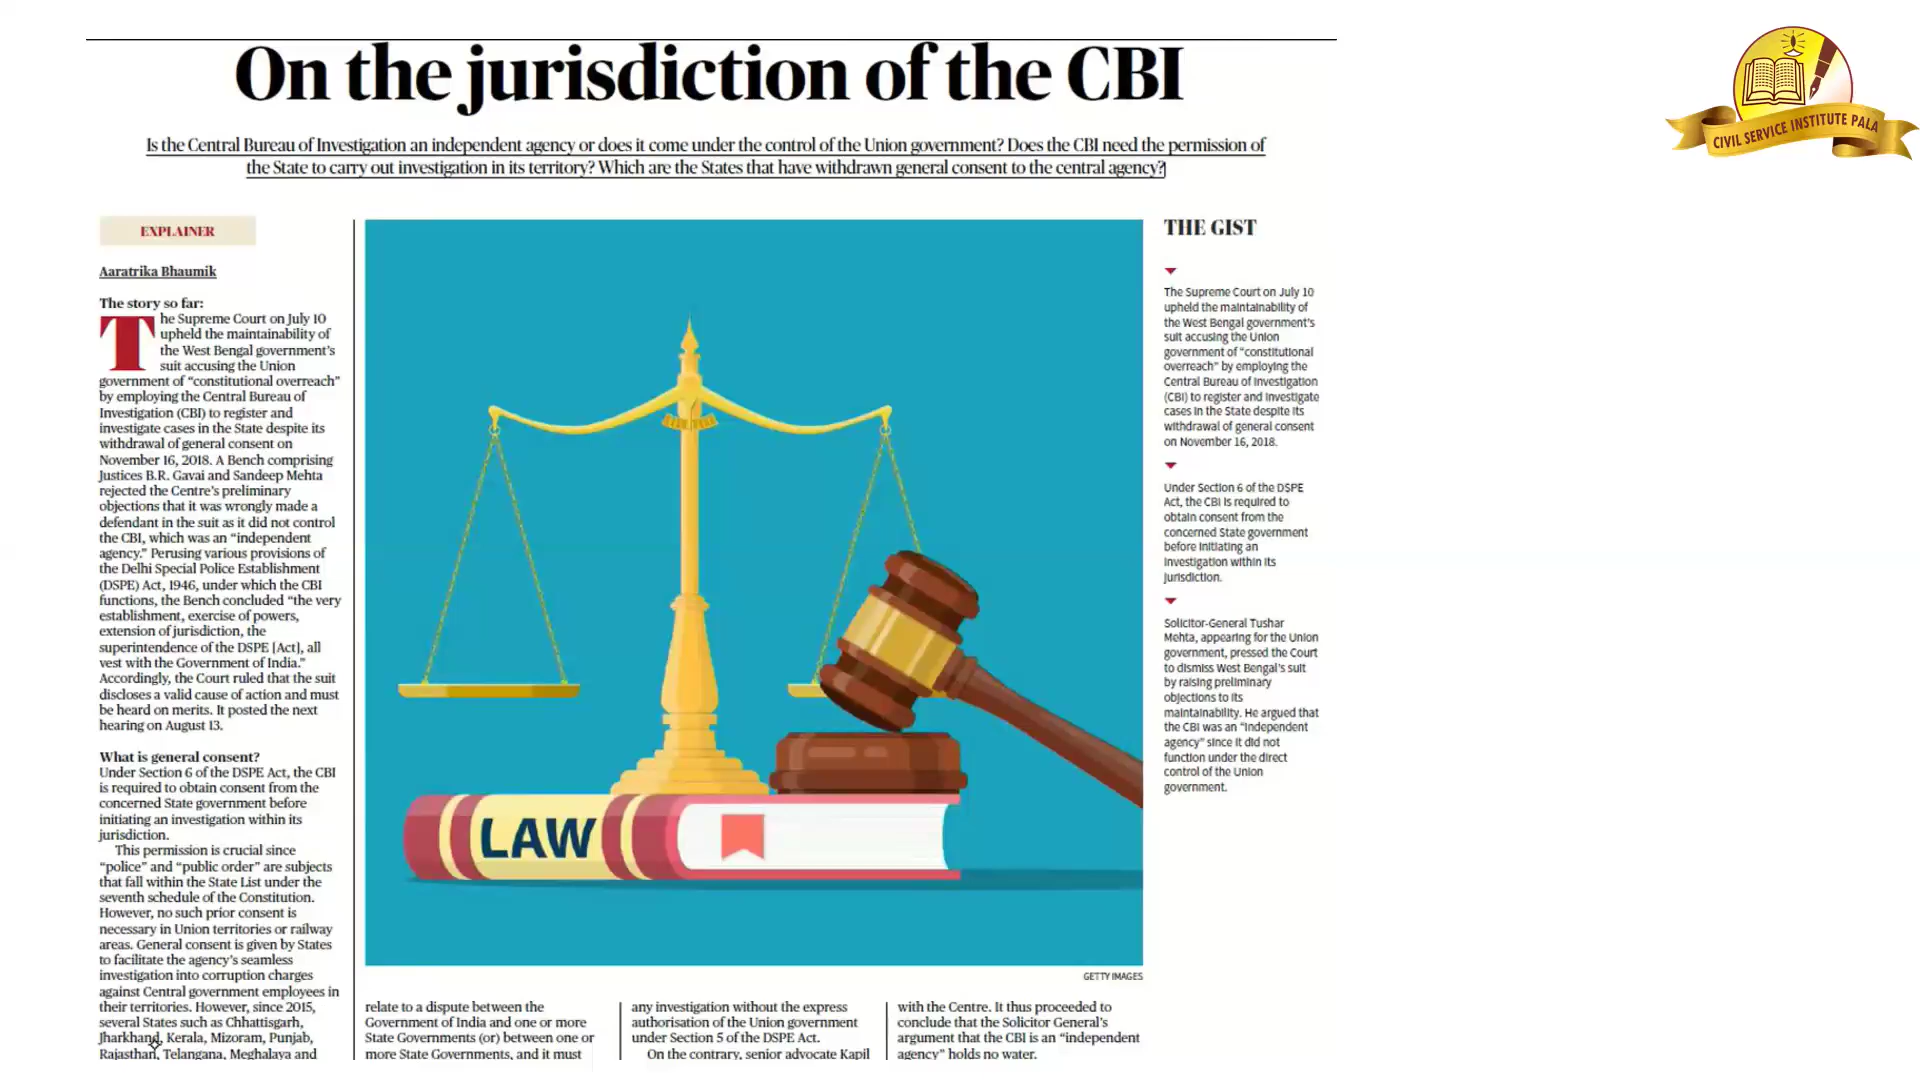 On the jurisdiction of the CBI
CIVIL SERVICE INSTITUTE PALA
Is the Central Bureau of Investigation an independent agency or does it come under the control of the Union government? Does the CBI need the permission of
the State to carry out investigation in its territory? Which are the States that have withdrawn general consent to the central agency?
EXPLAINER
Aaratrika Bhaumik
The story so far:
The Supreme Court on July 10
upheld the maintainability of
the West Bengal government's
suit accusing the Union
government of "constitutional overreach"
by employing the Central Bureau of
Investigation (CBI) to register and
investigate cases in the State despite its
withdrawal of general consent on
November 16, 2018. A Bench comprising
Justices B.R. Gavai and Sandeep Mehta
rejected the Centre's preliminary
objections that it was wrongly made a
defendant in the suit as it did not control
the CBI, which was an "independent
agency." Perusing various provisions of
the Delhi Special Police Establishment
(DSPE) Act, 1946, under which the CBI
functions, the Bench concluded "the very
establishment, exercise of powers,
extension of jurisdiction, the
superintendence of the DSPE [Act], all
vest with the Government of India."
Accordingly, the Court ruled that the suit
discloses a valid cause of action and must
be heard on merits. It posted the next
hearing on August 13.
What is general consent?
Under Section 6 of the DSPE Act, the CBI
is required to obtain consent from the
concerned State government before
initiating an investigation within its
jurisdiction.
This permission is crucial since
"police" and "public order" are subjects
that fall within the State List under the
seventh schedule of the Constitution.
However, no such prior consent is
necessary in Union territories or railway
areas. General consent is given by States
to facilitate the agency's seamless
investigation into corruption charges
against Central government employees in
their territories. However, since 2015,
several States such as Chhattisgarh,
Jharkhand, Kerala, Mizoram, Punjab,
Rajasthan, Telangana, Meghalaya and
LAW
GETTY IMAGES
relate to a dispute between the
Government of India and one or more
State Governments (or) between one or
more State Governments, and it must
any investigation without the express
authorisation of the Union government
under Section 5 of the DSPE Act.
On the contrary, senior advocate Kapil
with the Centre. It thus proceeded to
conclude that the Solicitor General's
argument that the CBI is an "independent
agency" holds no water.
THE GIST
The Supreme Court on July 10
upheld the maintainability of
the West Bengal government's
suit accusing the Union
government of "constitutional
overreach" by employing the
Central Bureau of Investigation
(CBI) to register and investigate
cases in the State despite its
withdrawal of general consent
on November 16, 2018.
Under Section 6 of the DSPE
Act, the CBI is required to
obtain consent from the
concerned State government
before initiating an
investigation within its
jurisdiction.
Solicitor-General Tushar
Mehta, appearing for the Union
government, pressed the Court
to dismiss West Bengal's suit
by raising preliminary
objections to its
maintainability. He argued that
the CBI was an "independent
agency" since it did not
function under the direct
control of the Union
government.